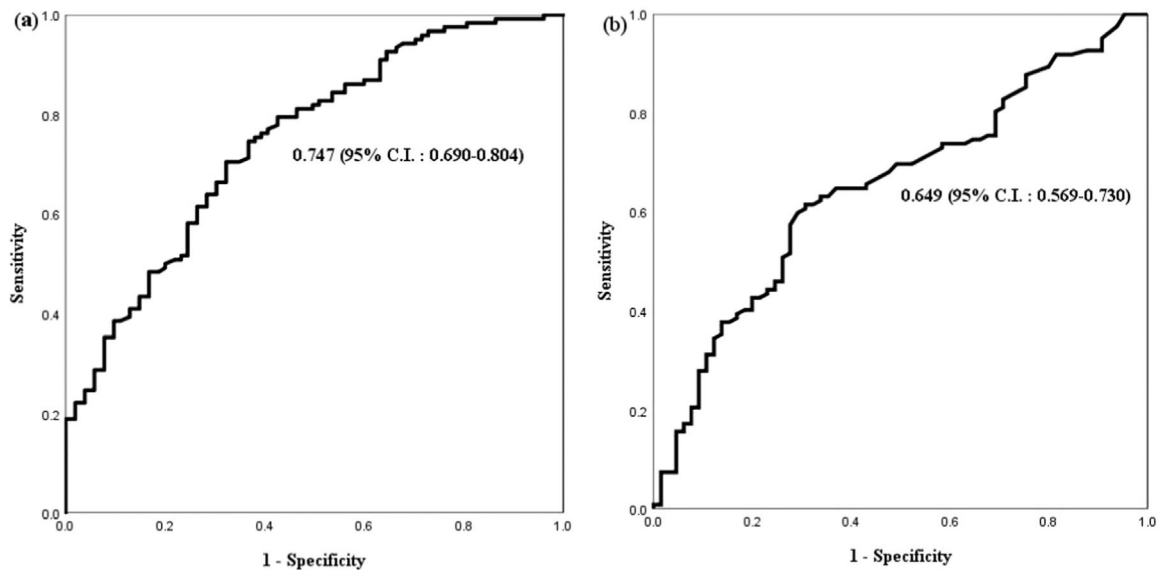 (a)
1.0
0.8
0.6
0.4
0.2
0.0
Sensitivity
0.747 (95% C.I. : 0.690-0.804)
0.0 0.2 0.4 0.6 0.8 1.0
1 - Specificity
(b)
1.0
0.8
0.6
0.4
0.2
0.0
Sensitivity
0.649 (95% C.I. : 0.569-0.730)
0.0 0.2 0.4 0.6 0.8 1.0
1 - Specificity